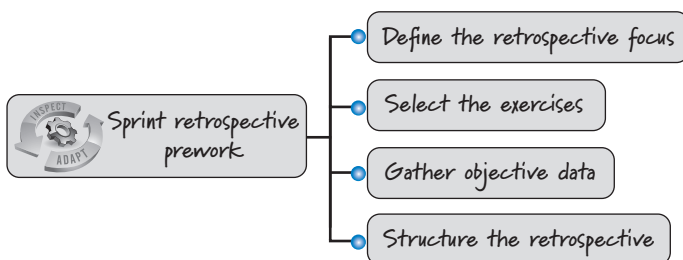 INSPECT
ADAPT
Sprint retrospective
prework
Define the retrospective focus
Select the exercises
Gather objective data
Structure the retrospective